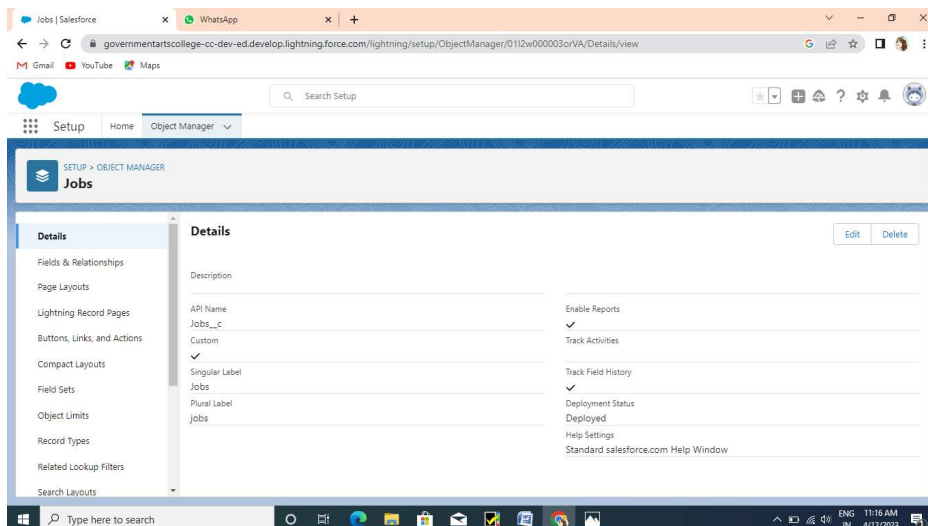 Jobs | Salesforce
WhatsApp
governmentartscollege-cc-dev-ed.develop.lightning.force.com/lightning/setup/ObjectManager/01I2w000003orVA/Details/view
Gmail YouTube Maps
Search Setup
Setup Home Object Manager
SETUP > OBJECT MANAGER
Jobs
Details
Fields & Relationships
Page Layouts
Lightning Record Pages
Buttons, Links, and Actions
Compact Layouts
Field Sets
Object Limits
Record Types
Related Lookup Filters
Search Layouts
Details
Edit Delete
Description
API Name
Jobs__c
Custom
Singular Label
Jobs
Plural Label
jobs
Enable Reports
Track Activities
Track Field History
Deployment Status
Deployed
Help Settings
Standard salesforce.com Help Window
Type here to search
ENG 11:16 AM
IN 4/12/2023